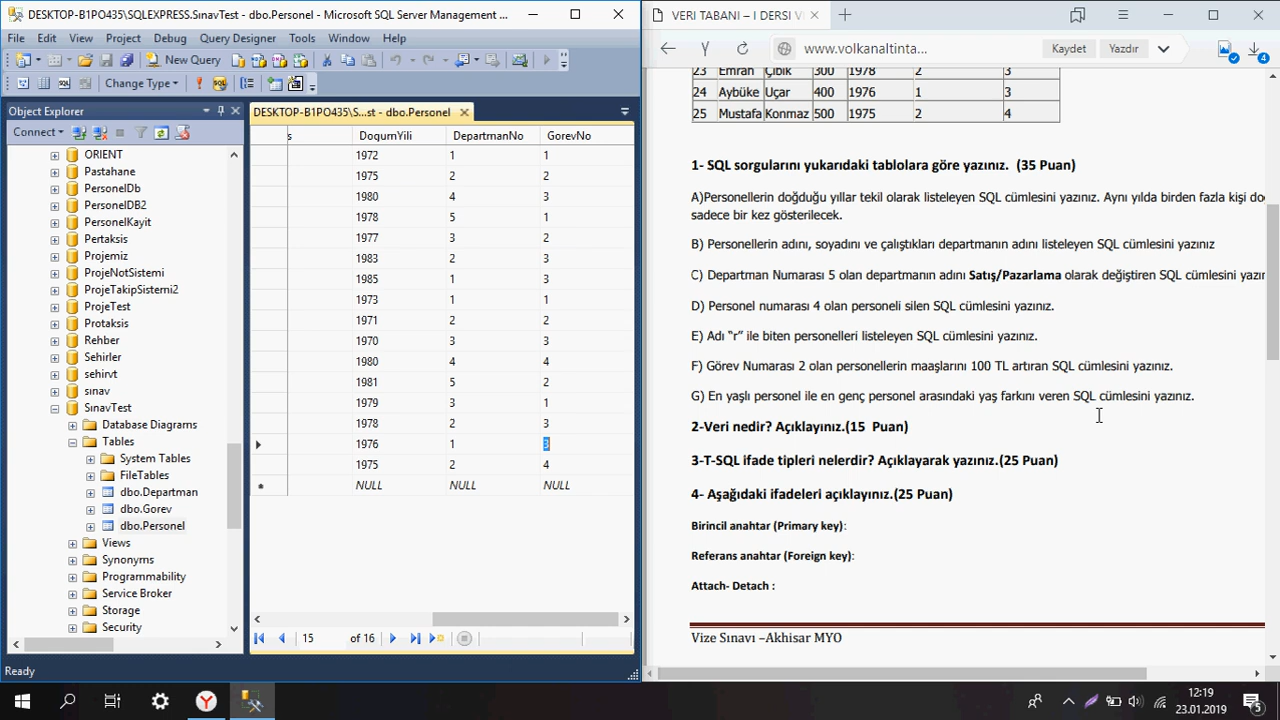 DESKTOP-B1PO435\SQLEXPRESS.SınavTest - dbo.Personel - Microsoft SQL Server Management ...
File Edit View Project Debug Query Designer Tools Window Help
New Query
Change Type
Object Explorer
Connect
ORIENT
Pastahane
PersonelDb
PersonelDB2
PersonelKayit
Pertaksis
Projemiz
ProjeNotSistemi
ProjeTakipSistemi2
ProjeTest
Protaksis
Rehber
Sehirler
sehirvt
sınav
SınavTest
Database Diagrams
Tables
System Tables
FileTables
dbo.Departman
dbo.Gorev
dbo.Personel
Views
Synonyms
Programmability
Service Broker
Storage
Security
DESKTOP-B1PO435\S...st - dbo.Personel
s DogumYili DepartmanNo GorevNo
1972 1 1
1975 2 2
1980 4 3
1978 5 1
1977 3 2
1983 2 3
1985 1 3
1973 1 1
1971 2 2
1970 3 3
1980 4 4
1981 5 2
1979 3 1
1978 2 3
1976 1 3
1975 2 4
NULL NULL NULL
15 of 16
Ready
VERİ TABANI – I DERSİ V
www.volkanaltinta...
Kaydet Yazdır
4
23 Emrah Çıbık 300 1978 2 3
24 Aybüke Uçar 400 1976 1 3
25 Mustafa Konmaz 500 1975 2 4
1- SQL sorgularını yukarıdaki tablolara göre yazınız. (35 Puan)
A)Personellerin doğduğu yıllar tekil olarak listeleyen SQL cümlesini yazınız. Aynı yılda birden fazla kişi do
sadece bir kez gösterilecek.
B) Personellerin adını, soyadını ve çalıştıkları departmanın adını listeleyen SQL cümlesini yazınız
C) Departman Numarası 5 olan departmanın adını Satış/Pazarlama olarak değiştiren SQL cümlesini yazır
D) Personel numarası 4 olan personeli silen SQL cümlesini yazınız.
E) Adı “r” ile biten personelleri listeleyen SQL cümlesini yazınız.
F) Görev Numarası 2 olan personellerin maaşlarını 100 TL artıran SQL cümlesini yazınız.
G) En yaşlı personel ile en genç personel arasındaki yaş farkını veren SQL cümlesini yazınız.
2-Veri nedir? Açıklayınız.(15 Puan)
3-T-SQL ifade tipleri nelerdir? Açıklayarak yazınız.(25 Puan)
4- Aşağıdaki ifadeleri açıklayınız.(25 Puan)
Birincil anahtar (Primary key):
Referans anahtar (Foreign key):
Attach- Detach :
Vize Sınavı –Akhisar MYO
12:19
23.01.2019
5